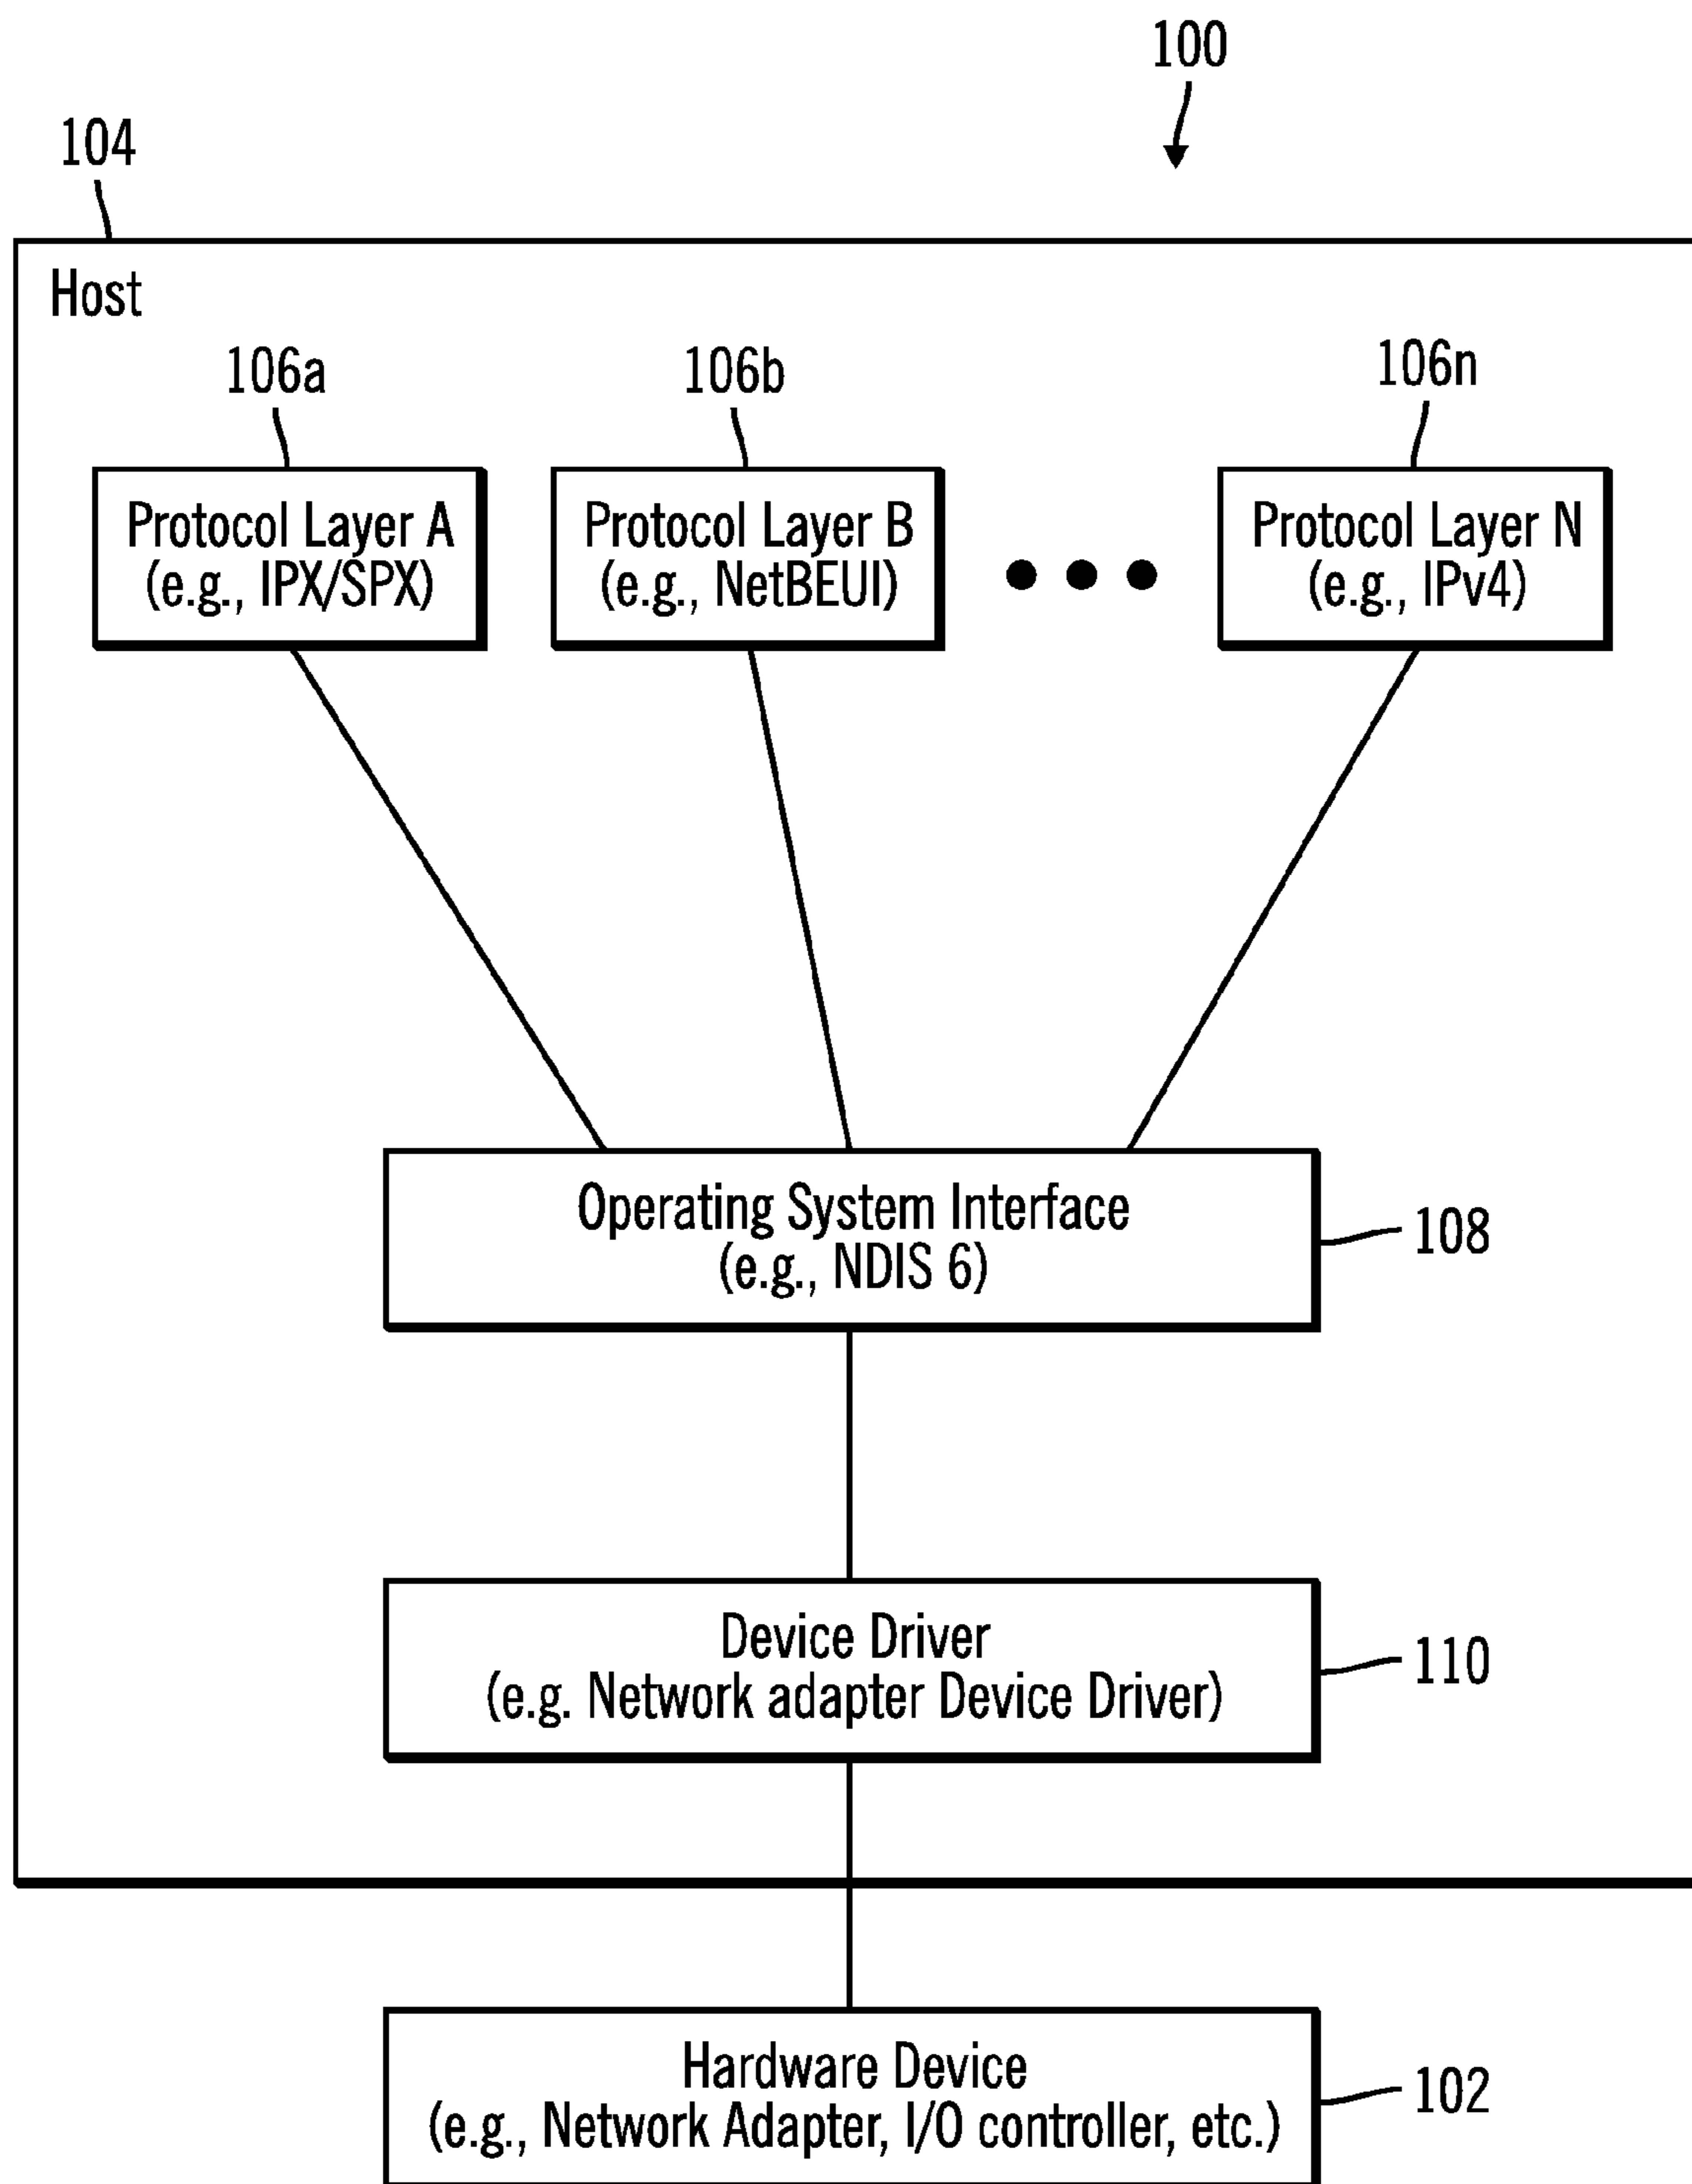 100
104
Host
106a
106b
106n
Protocol Layer A
(e.g., IPX/SPX)
Protocol Layer B
(e.g., NetBEUI)
Protocol Layer N
(e.g., IPv4)
Operating System Interface
(e.g., NDIS 6)
108
Device Driver
(e.g. Network adapter Device Driver)
110
Hardware Device
(e.g., Network Adapter, I/O controller, etc.)
102